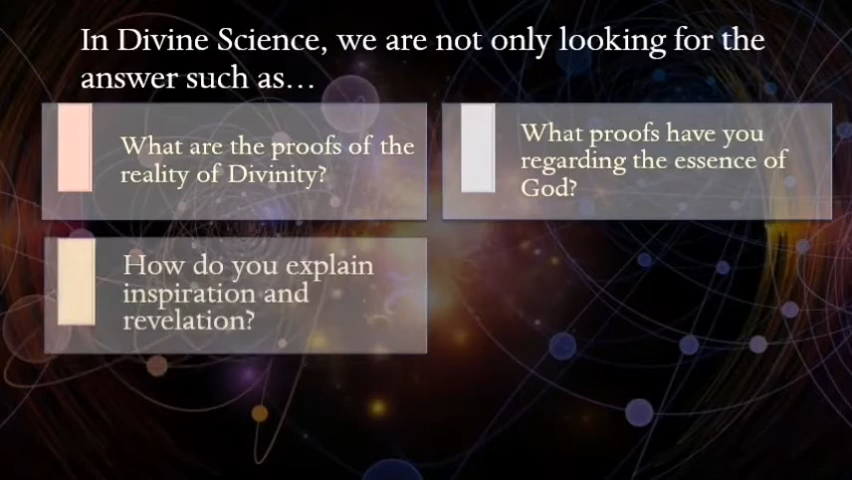 In Divine Science, we are not only looking for the
answer such as…
What are the proofs of the
reality of Divinity?
What proofs have you
regarding the essence of
God?
How do you explain
inspiration and
revelation?